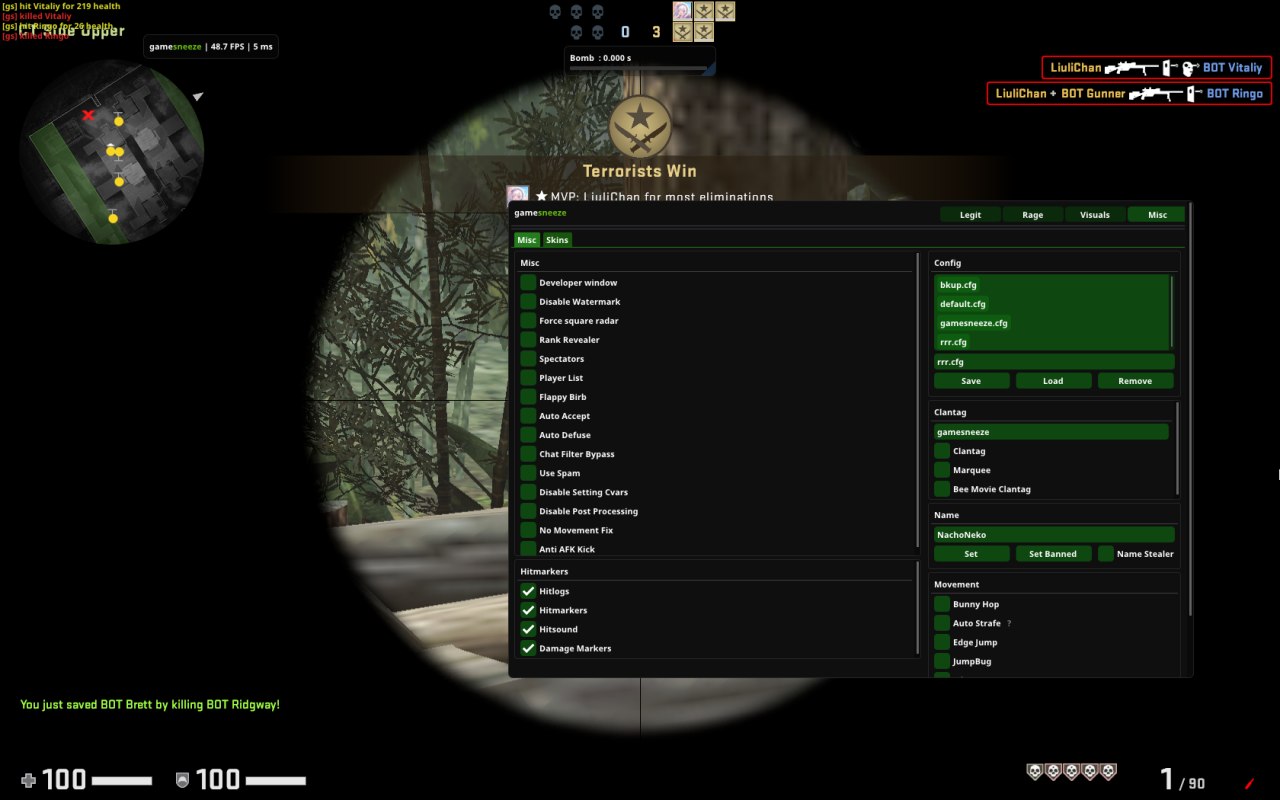 [gs] hit Vitaliy for 219 health
[gs] killed Vitaliy
[gs] hit Ringo for 26 health
[gs] killed Ringo
Side Upper
gamesneeze | 48.7 FPS | 5 ms
0 3
Bomb : 0.000 s
LiuliChan BOT Vitaliy
LiuliChan + BOT Gunner BOT Ringo
Terrorists Win
MVP: LiuliChan for most eliminations
gamesneeze
Legit
Rage
Visuals
Misc
Misc
Skins
Misc
Developer window
Disable Watermark
Force square radar
Rank Revealer
Spectators
Player List
Flappy Birb
Auto Accept
Auto Defuse
Chat Filter Bypass
Use Spam
Disable Setting Cvars
Disable Post Processing
No Movement Fix
Anti AFK Kick
Hitmarkers
Hitlogs
Hitmarkers
Hitsound
Damage Markers
Config
bkup.cfg
default.cfg
gamesneeze.cfg
rrr.cfg
rrr.cfg
Save
Load
Remove
Clantag
gamesneeze
Clantag
Marquee
Bee Movie Clantag
Name
NachoNeko
Set
Set Banned
Name Stealer
Movement
Bunny Hop
Auto Strafe ?
Edge Jump
JumpBug
You just saved BOT Brett by killing BOT Ridgway!
100
100
1 / 90